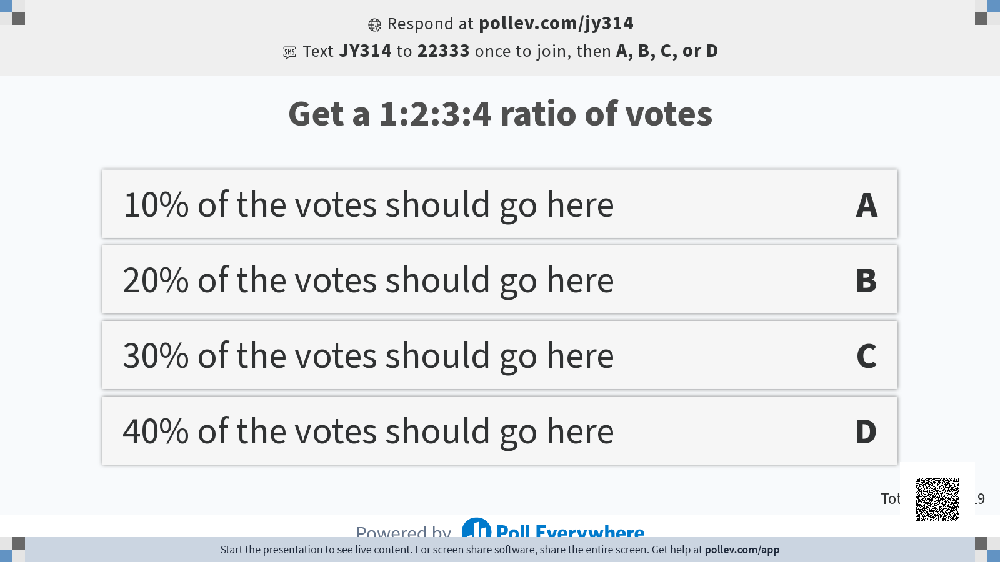 Respond at pollev.com/jy314
SMS Text JY314 to 22333 once to join, then A, B, C, or D
Get a 1:2:3:4 ratio of votes
10% of the votes should go here A
20% of the votes should go here B
30% of the votes should go here C
40% of the votes should go here D
Powered by Poll Everywhere
Start the presentation to see live content. For screen share software, share the entire screen. Get help at pollev.com/app